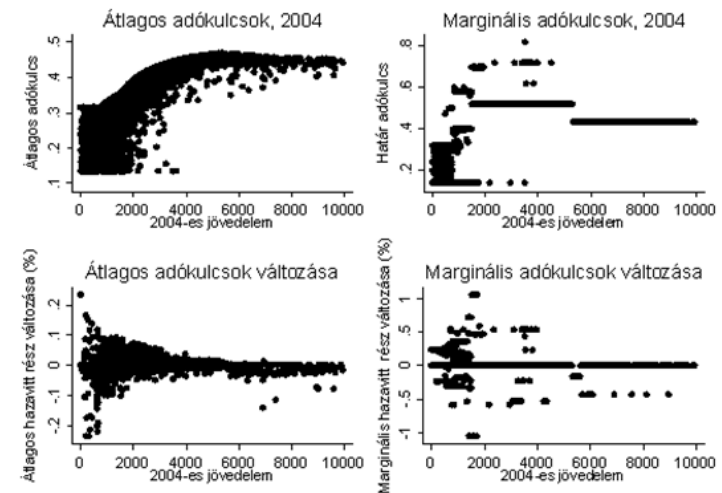 Átlagos adókulcsok, 2004
Átlagos adókulcs
.5
.4
.3
.2
.1
0 2000 4000 6000 8000 10000
2004-es jövedelem
Marginális adókulcsok, 2004
Határ adókulcs
.8
.6
.4
.2
0 2000 4000 6000 8000 10000
2004-es jövedelem
Átlagos adókulcsok változása
Átlagos hazavitt rész változása (%)
.2
.1
0
-.1
-.2
0 2000 4000 6000 8000 10000
2004-es jövedelem
Marginális adókulcsok változása
Marginális hazavitt rész változása (%)
1
.5
0
-.5
-1
0 2000 4000 6000 8000 10000
2004-es jövedelem